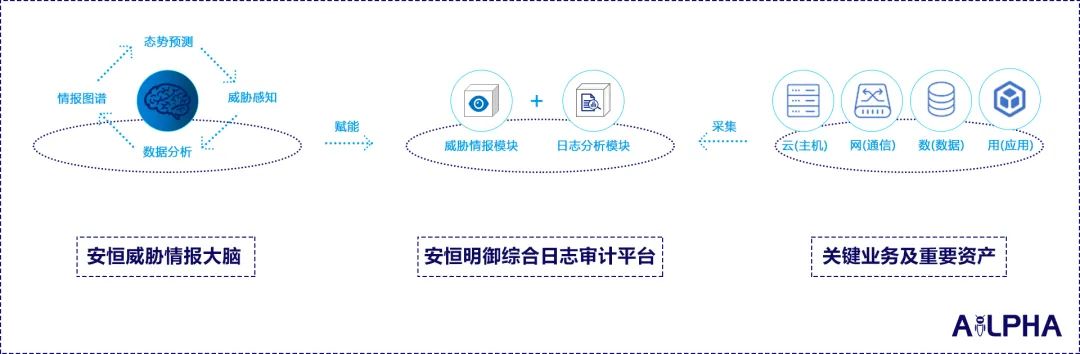 态势预测
情报图谱
威胁感知
数据分析
赋能
威胁情报模块
+
日志分析模块
采集
云(主机)
网(通信)
数(数据)
用(应用)
安恒威胁情报大脑
安恒明御综合日志审计平台
关键业务及重要资产
AiLPHA